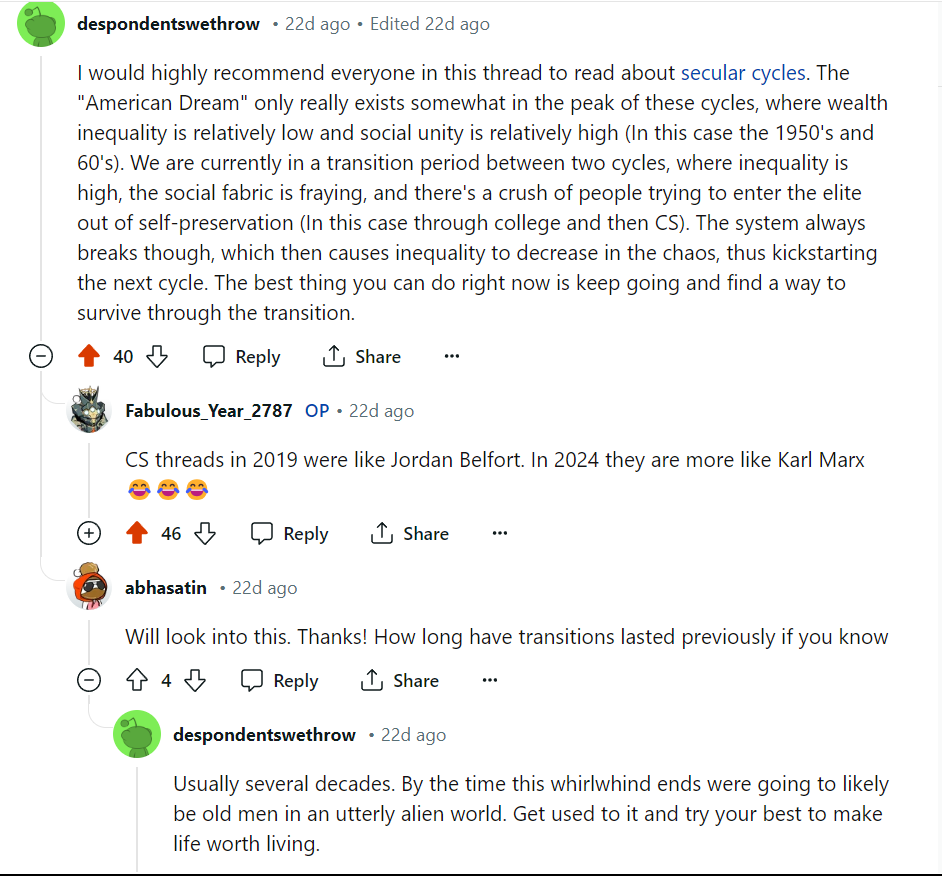 despondentswethrow • 22d ago • Edited 22d ago
I would highly recommend everyone in this thread to read about secular cycles. The
"American Dream" only really exists somewhat in the peak of these cycles, where wealth
inequality is relatively low and social unity is relatively high (In this case the 1950's and
60's). We are currently in a transition period between two cycles, where inequality is
high, the social fabric is fraying, and there's a crush of people trying to enter the elite
out of self-preservation (In this case through college and then CS). The system always
breaks though, which then causes inequality to decrease in the chaos, thus kickstarting
the next cycle. The best thing you can do right now is keep going and find a way to
survive through the transition.
40 Reply Share ···
Fabulous_Year_2787 OP • 22d ago
CS threads in 2019 were like Jordan Belfort. In 2024 they are more like Karl Marx
😂 😂 😂
46 Reply Share ···
abhasatin • 22d ago
Will look into this. Thanks! How long have transitions lasted previously if you know
4 Reply Share ···
despondentswethrow • 22d ago
Usually several decades. By the time this whirlwhind ends were going to likely
be old men in an utterly alien world. Get used to it and try your best to make
life worth living.